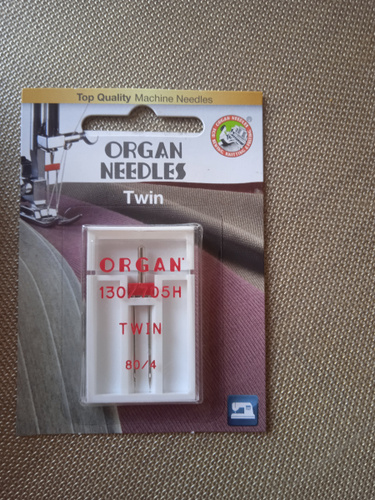 Top Quality Machine Needles
ORGAN
NEEDLES
Twin
ORGAN
130/705H
TWIN
80/4